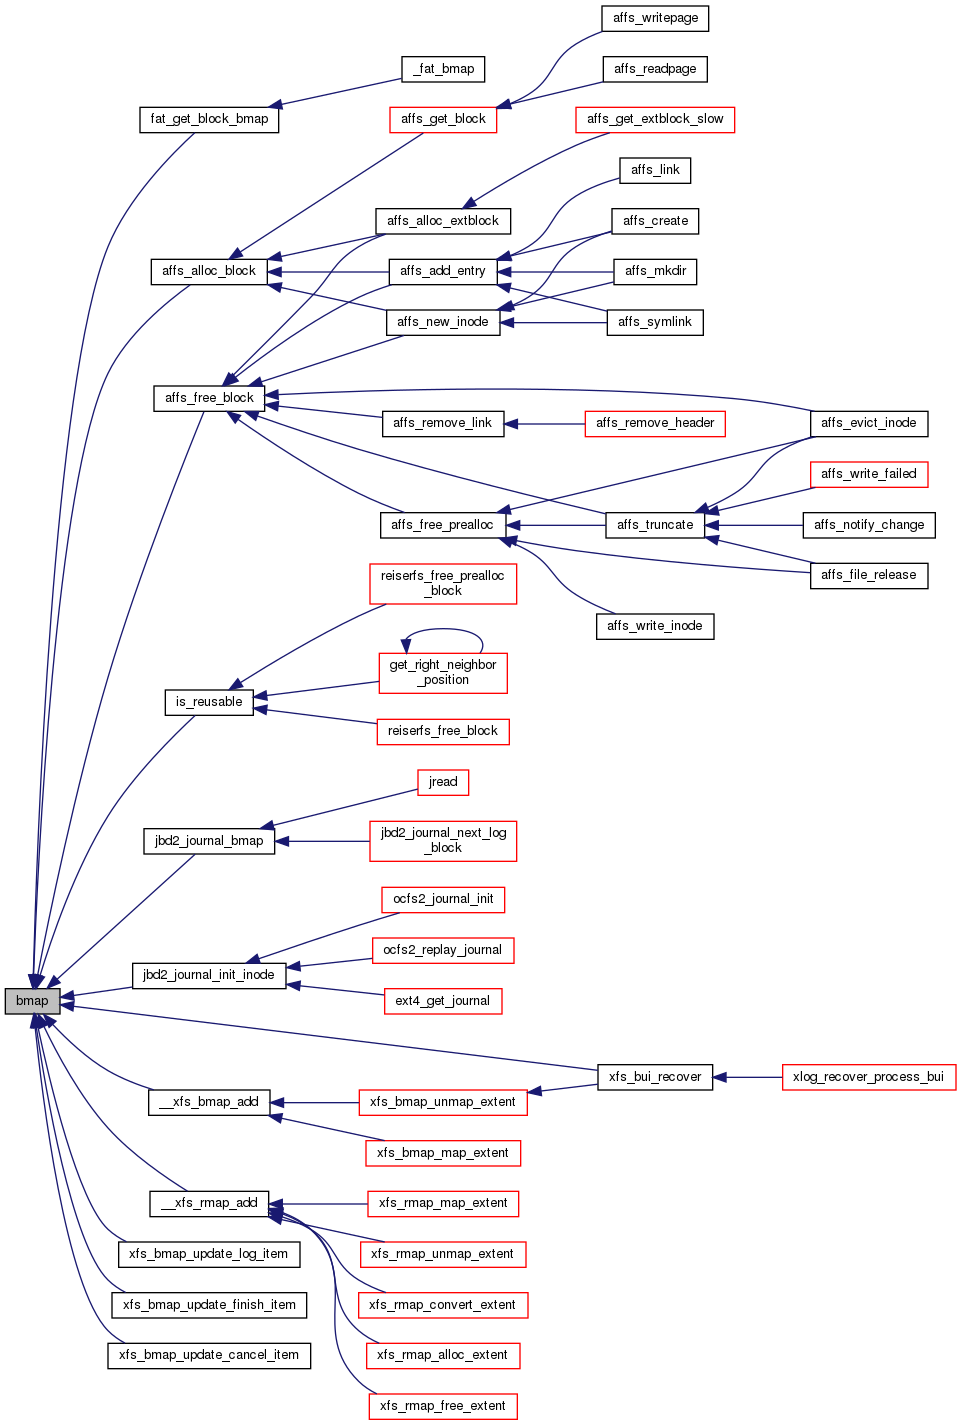 affs_writepage
_fat_bmap
affs_readpage
fat_get_block_bmap
affs_get_block
affs_get_extblock_slow
affs_link
affs_alloc_extblock
affs_create
affs_alloc_block
affs_add_entry
affs_mkdir
affs_new_inode
affs_symlink
affs_free_block
affs_remove_link
affs_remove_header
affs_evict_inode
affs_write_failed
affs_free_prealloc
affs_truncate
affs_notify_change
affs_file_release
reiserfs_free_prealloc
_block
affs_write_inode
get_right_neighbor
_position
is_reusable
reiserfs_free_block
jread
jbd2_journal_bmap
jbd2_journal_next_log
_block
ocfs2_journal_init
ocfs2_replay_journal
jbd2_journal_init_inode
ext4_get_journal
bmap
xfs_bui_recover
xlog_recover_process_bui
__xfs_bmap_add
xfs_bmap_unmap_extent
xfs_bmap_map_extent
__xfs_rmap_add
xfs_rmap_map_extent
xfs_bmap_update_log_item
xfs_rmap_unmap_extent
xfs_bmap_update_finish_item
xfs_rmap_convert_extent
xfs_bmap_update_cancel_item
xfs_rmap_alloc_extent
xfs_rmap_free_extent